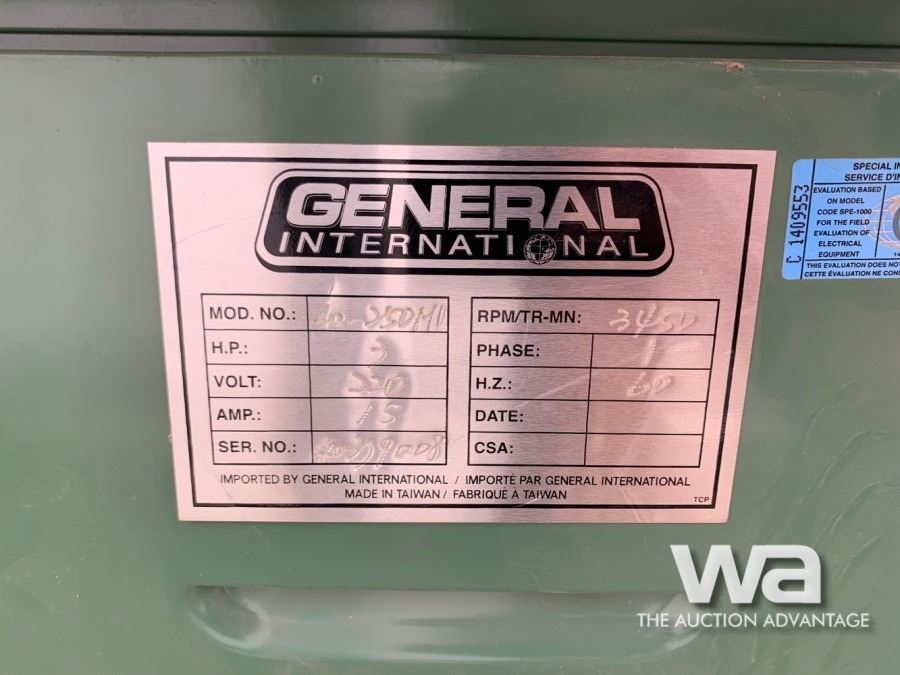 GENERAL
INTERNATIONAL
MOD. NO.: 40-250M1
H.P.: 3
VOLT: 220
AMP.: 15
SER. NO.:
RPM/TR-MN: 3450
PHASE: 1
H.Z.: 60
DATE:
CSA:
IMPORTED BY GENERAL INTERNATIONAL / IMPORTÉ PAR GENERAL INTERNATIONAL
MADE IN TAIWAN / FABRIQUÉ À TAIWAN
TCP
SPECIAL
SERVICE
C 1409553
EVALUATION BASED
ON MODEL
CODE SPE-1000
FOR THE FIELD
EVALUATION OF
ELECTRICAL
EQUIPMENT
THIS EVALUATION DOES
CETTE ÉVALUATION NE
wa
THE AUCTION ADVANTAGE